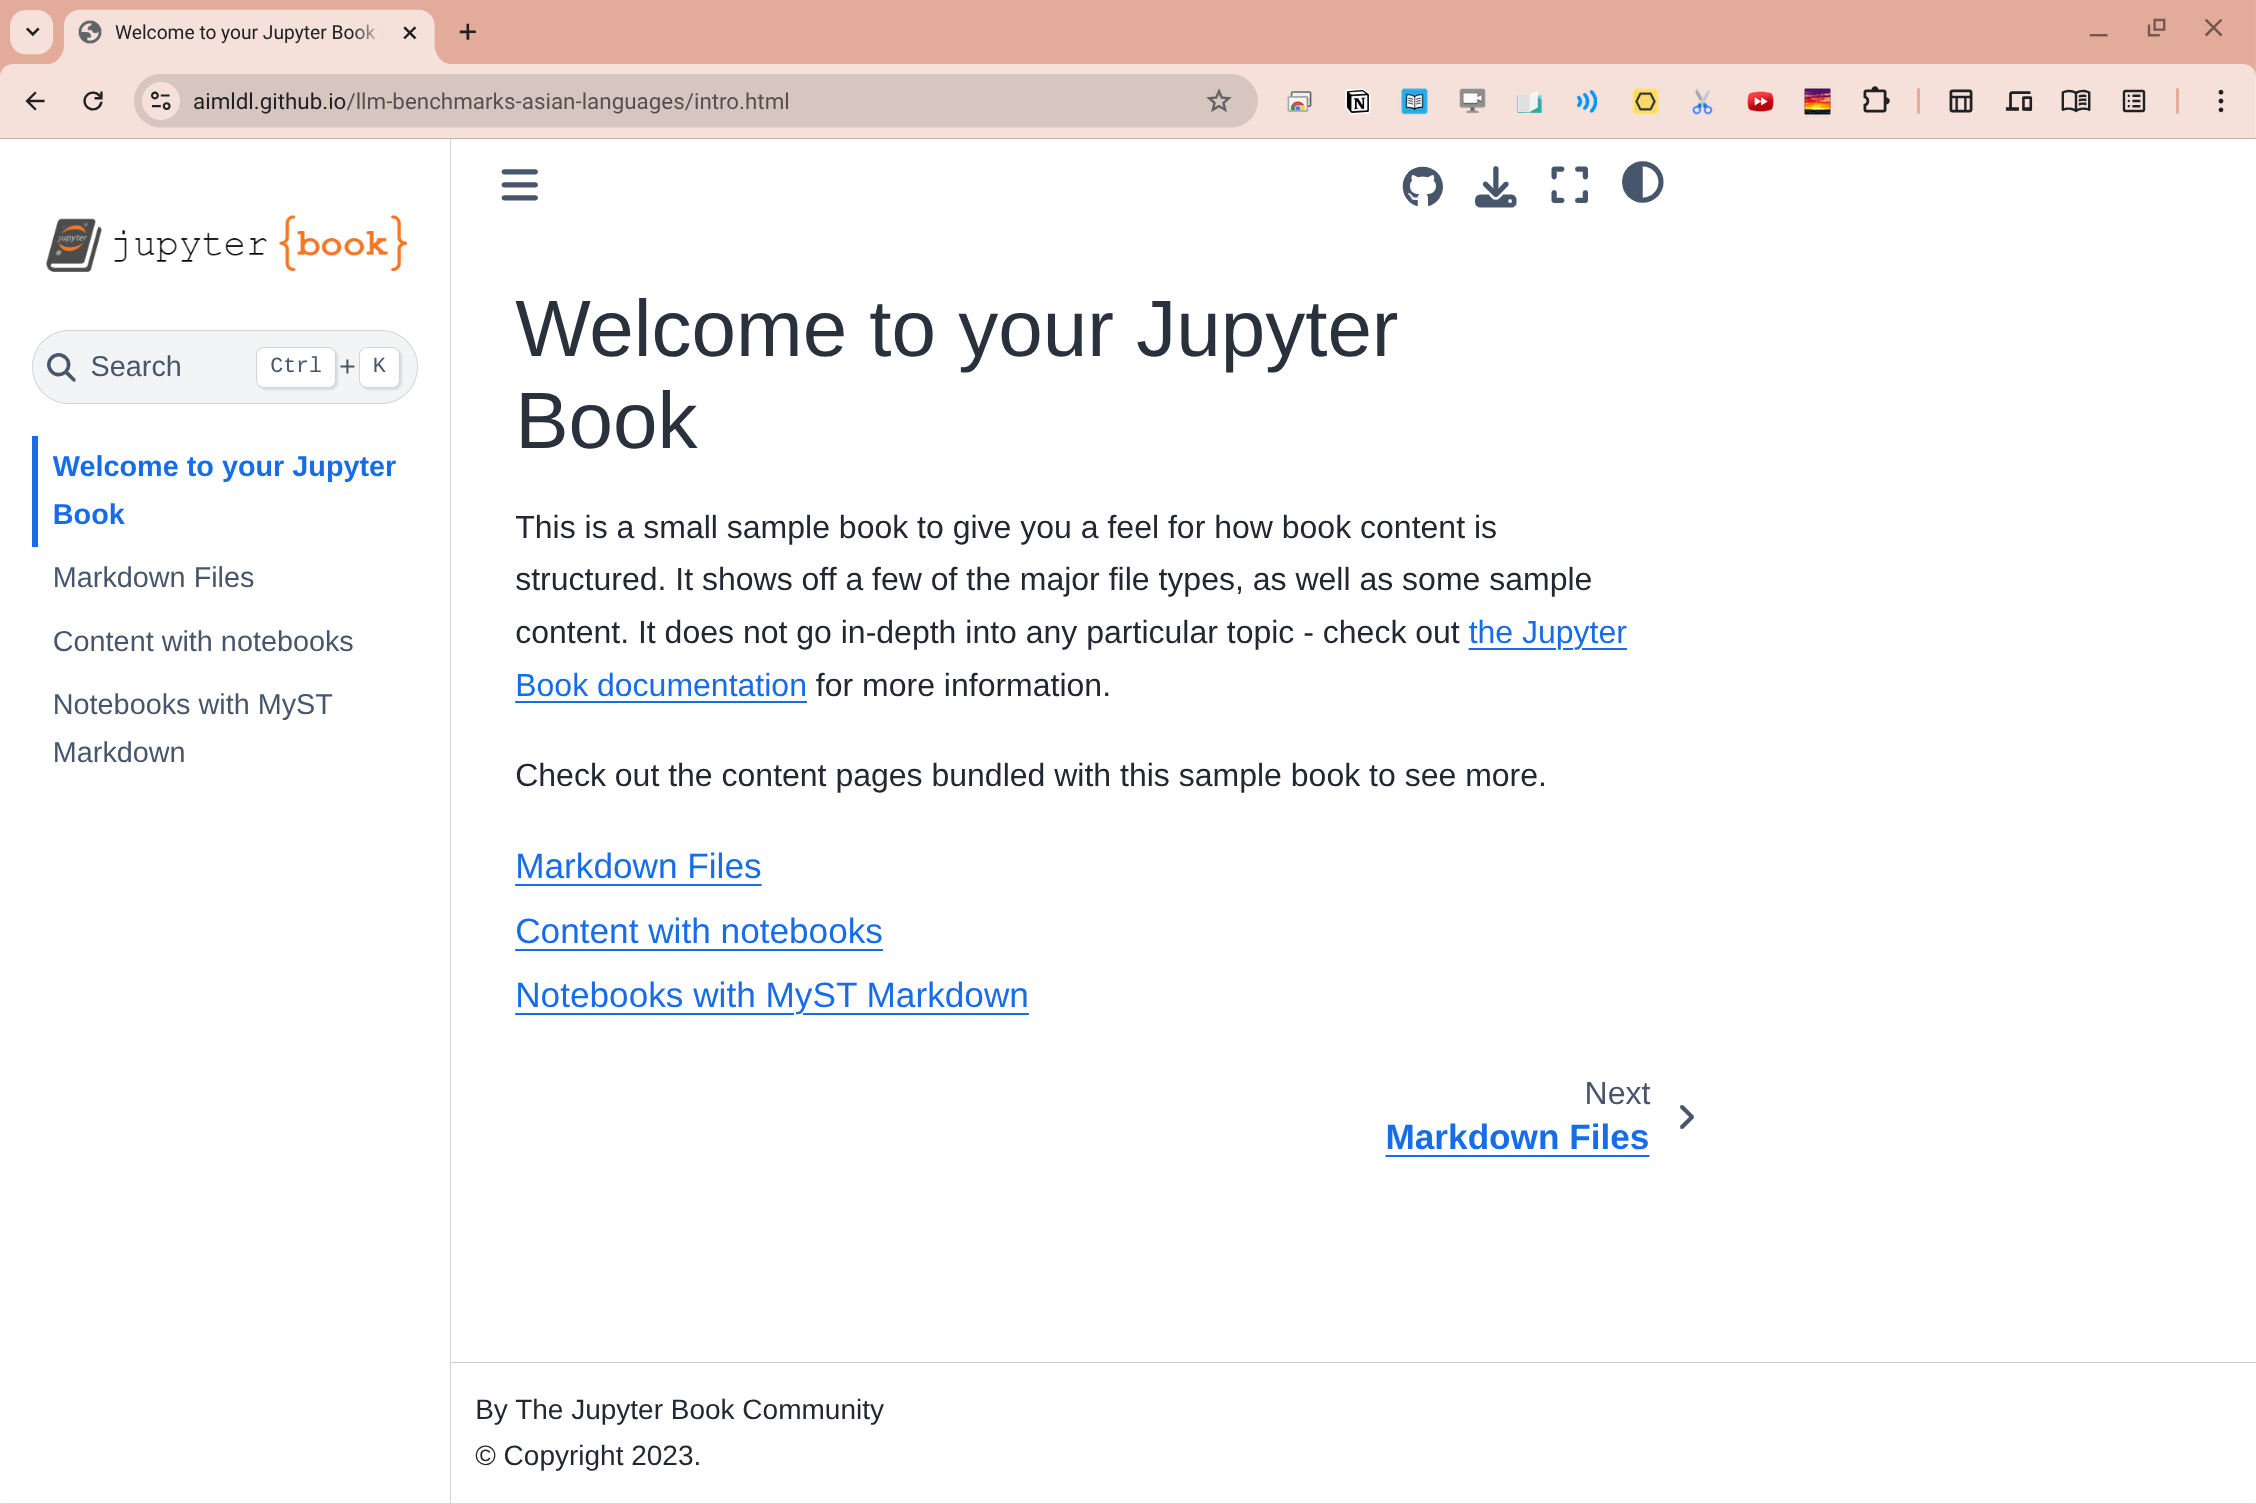 Welcome to your Jupyter Book
aimldl.github.io/llm-benchmarks-asian-languages/intro.html
jupyter {book}
Search Ctrl + K
Welcome to your Jupyter
Book
Markdown Files
Content with notebooks
Notebooks with MyST
Markdown
Welcome to your Jupyter
Book
This is a small sample book to give you a feel for how book content is
structured. It shows off a few of the major file types, as well as some sample
content. It does not go in-depth into any particular topic - check out the Jupyter
Book documentation for more information.
Check out the content pages bundled with this sample book to see more.
Markdown Files
Content with notebooks
Notebooks with MyST Markdown
Next
Markdown Files
By The Jupyter Book Community
© Copyright 2023.